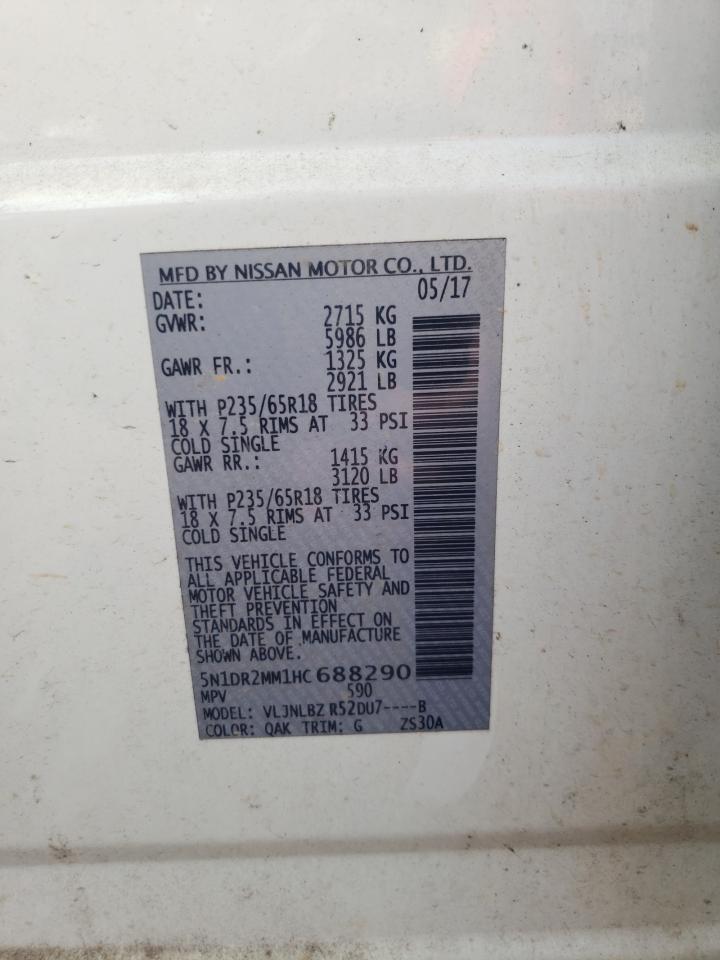 MFD BY NISSAN MOTOR CO., LTD.
DATE: 05/17
GVWR: 2715 KG
5986 LB
GAWR FR.: 1325 KG
2921 LB
WITH P235/65R18 TIRES
18 X 7.5 RIMS AT 33 PSI
COLD SINGLE
GAWR RR.: 1415 KG
3120 LB
WITH P235/65R18 TIRES
18 X 7.5 RIMS AT 33 PSI
COLD SINGLE
THIS VEHICLE CONFORMS TO
ALL APPLICABLE FEDERAL
MOTOR VEHICLE SAFETY AND
THEFT PREVENTION
STANDARDS IN EFFECT ON
THE DATE OF MANUFACTURE
SHOWN ABOVE.
5N1DR2MM1HC688290
MPV 590
MODEL: VLJNLBZ R52DU7----B
COLOR: QAK TRIM: G ZS30A